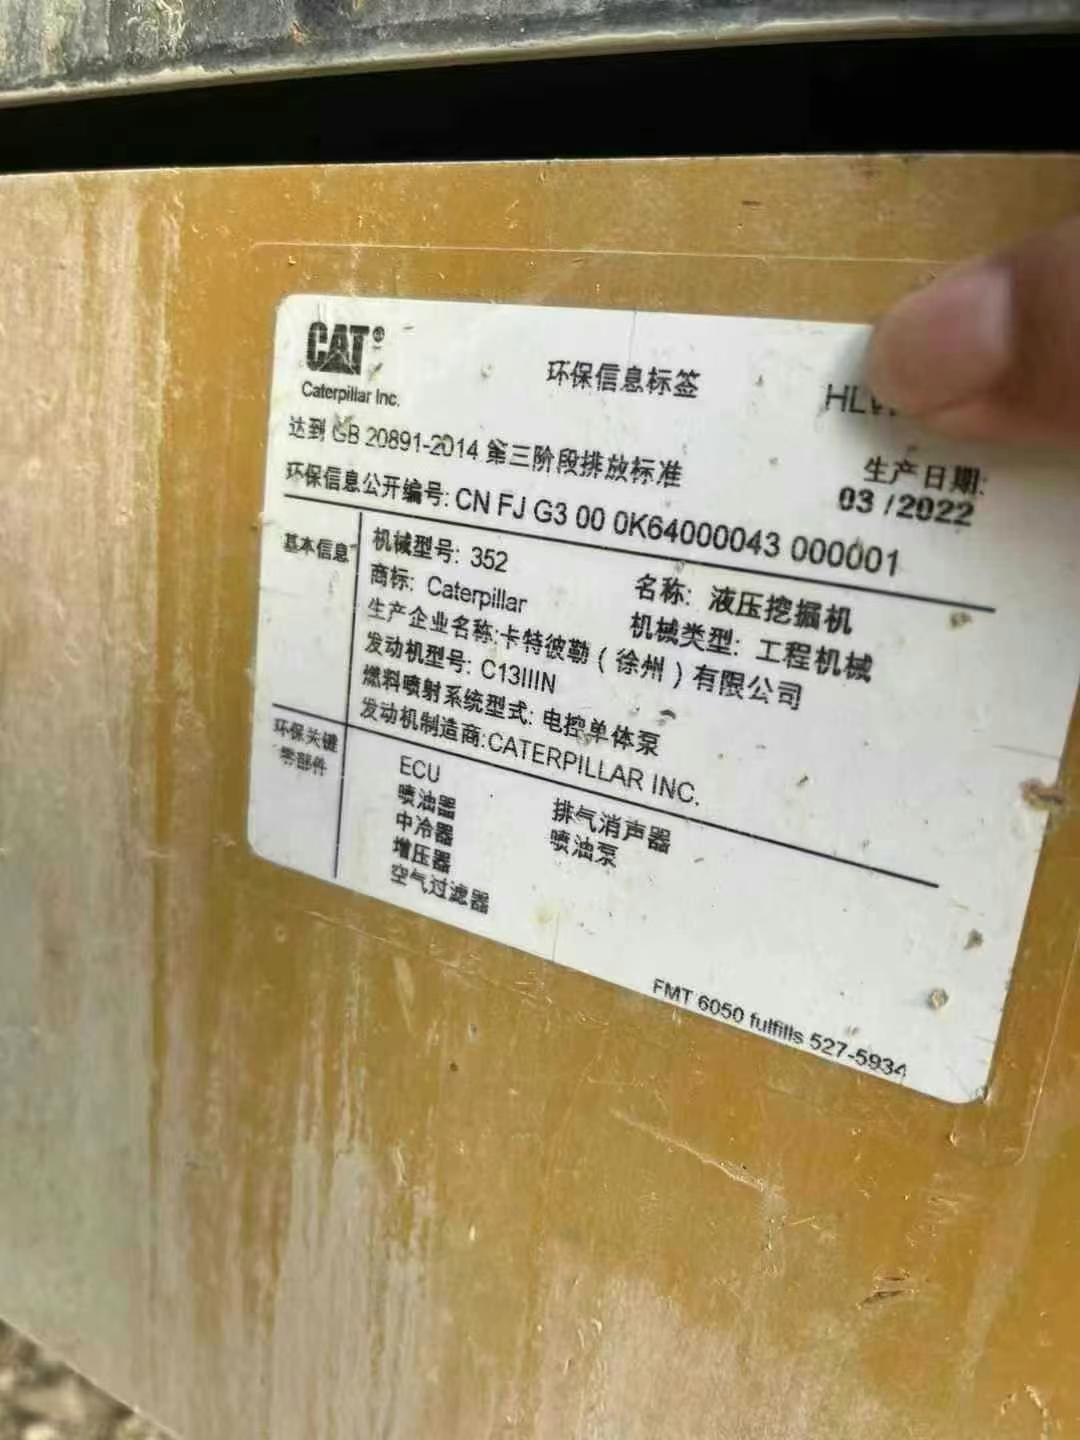 CAT®
Caterpillar Inc.
环保信息标签
达到 GB 20891-2014 第三阶段排放标准
生产日期:
03 /2022
环保信息公开编号: CN FJ G3 00 0K64000043 000001
基本信息
机械型号: 352
名称: 液压挖掘机
商标: Caterpillar
机械类型: 工程机械
生产企业名称:卡特彼勒（徐州）有限公司
发动机型号: C13IIIN
燃料喷射系统型式: 电控单体泵
发动机制造商:CATERPILLAR INC.
环保关键
零部件
ECU
喷油器
排气消声器
中冷器
喷油泵
增压器
空气过滤器
FMT 6050 fulfills 527-5934